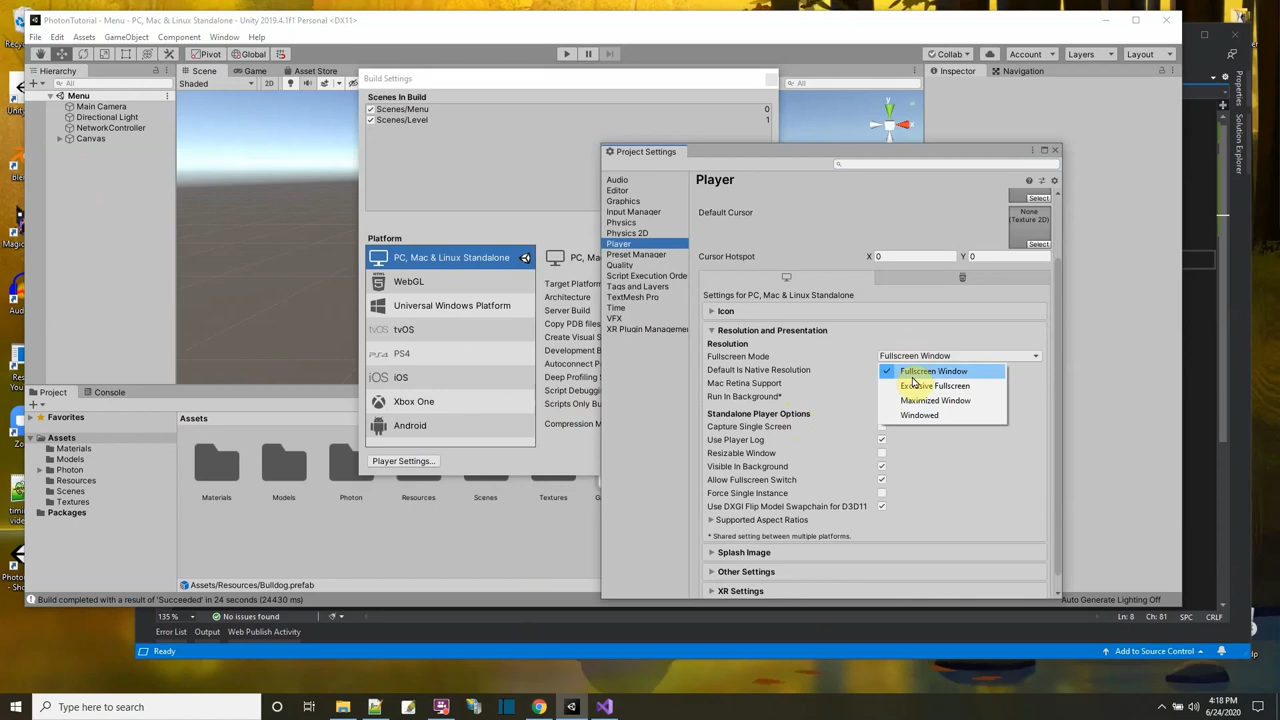 PhotonTutorial - Menu - PC, Mac & Linux Standalone - Unity 2019.4.1f1 Personal <DX11>
File Edit Assets GameObject Component Window Help
Pivot Global Collab Account Layers Layout
Hierarchy Scene Game Asset Store Build Settings Inspector Navigation
All Shaded 2D All
Menu
Main Camera
Directional Light
NetworkController
Canvas
Scenes In Build
Scenes/Menu 0
Scenes/Level 1
Platform
PC, Mac & Linux Standalone
WebGL
Universal Windows Platform
tvOS
PS4
iOS
Xbox One
Android
Player Settings...
PC, Ma
Target Platform
Architecture
Server Build
Copy PDB files
Create Visual S
Development B
Autoconnect P
Deep Profiling S
Script Debugging
Scripts Only Bu
Compression M
Project Settings
Audio
Editor
Graphics
Input Manager
Physics
Physics 2D
Player
Preset Manager
Quality
Script Execution Orde
Tags and Layers
TextMesh Pro
Time
VFX
XR Plugin Managemen
Player
Select
Default Cursor
None
(Texture 2D)
Select
Cursor Hotspot X 0 Y 0
Settings for PC, Mac & Linux Standalone
Icon
Resolution and Presentation
Resolution
Fullscreen Mode Fullscreen Window
Default Is Native Resolution
Mac Retina Support
Run In Background*
Fullscreen Window
Exclusive Fullscreen
Maximized Window
Windowed
Standalone Player Options
Capture Single Screen
Use Player Log
Resizable Window
Visible In Background
Allow Fullscreen Switch
Force Single Instance
Use DXGI Flip Model Swapchain for D3D11
Supported Aspect Ratios
* Shared setting between multiple platforms.
Splash Image
Other Settings
XR Settings
Project Console
Favorites
Assets
Materials
Models
Photon
Resources
Scenes
Textures
Packages
Assets
Materials Models Photon Resources Scenes Textures
Assets/Resources/Bulldog.prefab
Build completed with a result of 'Succeeded' in 24 seconds (24430 ms)
Auto Generate Lighting Off
Properties
Solution Explorer
135 % No issues found Ln: 8 Ch: 81 SPC CRLF
Error List Output Web Publish Activity
Ready Add to Source Control
Type here to search
4:18 PM
6/24/2020